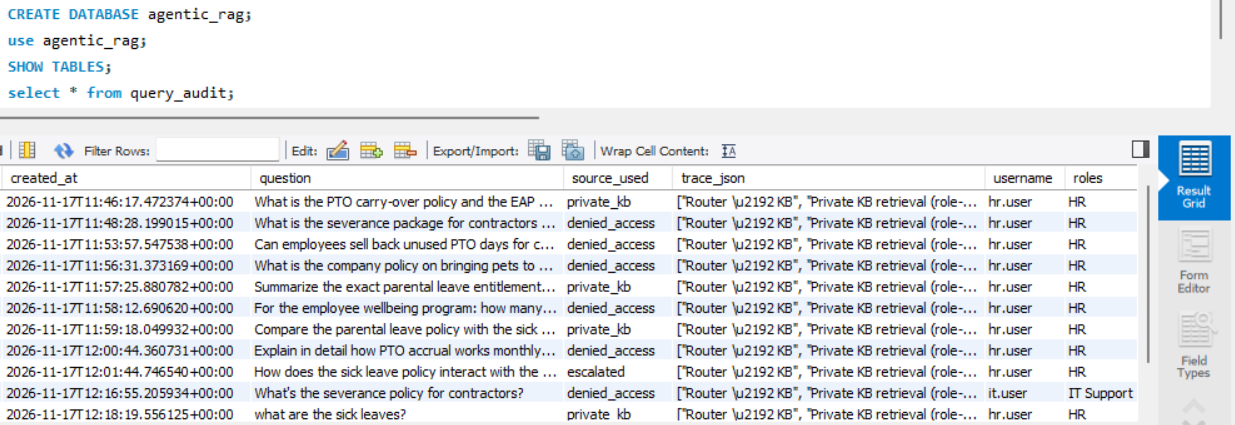 CREATE DATABASE agentic_rag;
use agentic_rag;
SHOW TABLES;
select * from query_audit;
Filter Rows: Edit: Export/Import: Wrap Cell Content:
created_at question source_used trace_json username roles
2026-11-17T11:46:17.472374+00:00 What is the PTO carry-over policy and the EAP ... private_kb ["Router \u2192 KB", "Private KB retrieval (role-... hr.user HR
2026-11-17T11:48:28.199015+00:00 What is the severance package for contractors ... denied_access ["Router \u2192 KB", "Private KB retrieval (role-... hr.user HR
2026-11-17T11:53:57.547538+00:00 Can employees sell back unused PTO days for c... denied_access ["Router \u2192 KB", "Private KB retrieval (role-... hr.user HR
2026-11-17T11:56:31.373169+00:00 What is the company policy on bringing pets to ... denied_access ["Router \u2192 KB", "Private KB retrieval (role-... hr.user HR
2026-11-17T11:57:25.880782+00:00 Summarize the exact parental leave entitlement... private_kb ["Router \u2192 KB", "Private KB retrieval (role-... hr.user HR
2026-11-17T11:58:12.690620+00:00 For the employee wellbeing program: how many... denied_access ["Router \u2192 KB", "Private KB retrieval (role-... hr.user HR
2026-11-17T11:59:18.049932+00:00 Compare the parental leave policy with the sick ... private_kb ["Router \u2192 KB", "Private KB retrieval (role-... hr.user HR
2026-11-17T12:00:44.360731+00:00 Explain in detail how PTO accrual works monthly... denied_access ["Router \u2192 KB", "Private KB retrieval (role-... hr.user HR
2026-11-17T12:01:44.746540+00:00 How does the sick leave policy interact with the ... escalated ["Router \u2192 KB", "Private KB retrieval (role-... hr.user HR
2026-11-17T12:16:55.205934+00:00 What's the severance policy for contractors? denied_access ["Router \u2192 KB", "Private KB retrieval (role-... it.user IT Support
2026-11-17T12:18:19.556125+00:00 what are the sick leaves? private_kb ["Router \u2192 KB", "Private KB retrieval (role-... hr.user HR
Result
Grid
Form
Editor
Field
Types